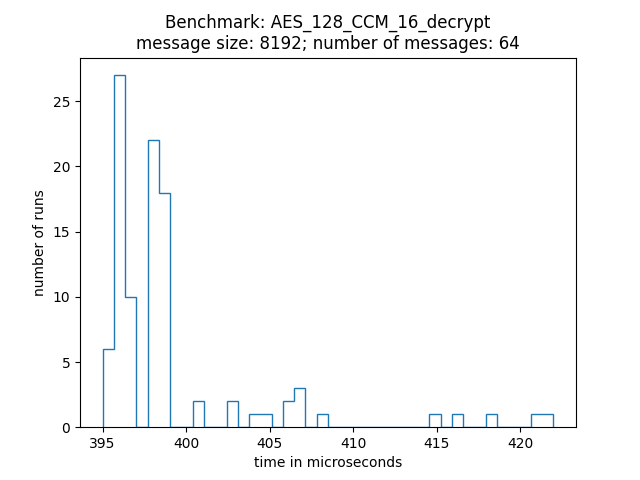 Benchmark: AES_128_CCM_16_decrypt
message size: 8192; number of messages: 64
25
20
15
10
5
0
number of runs
395 400 405 410 415 420
time in microseconds